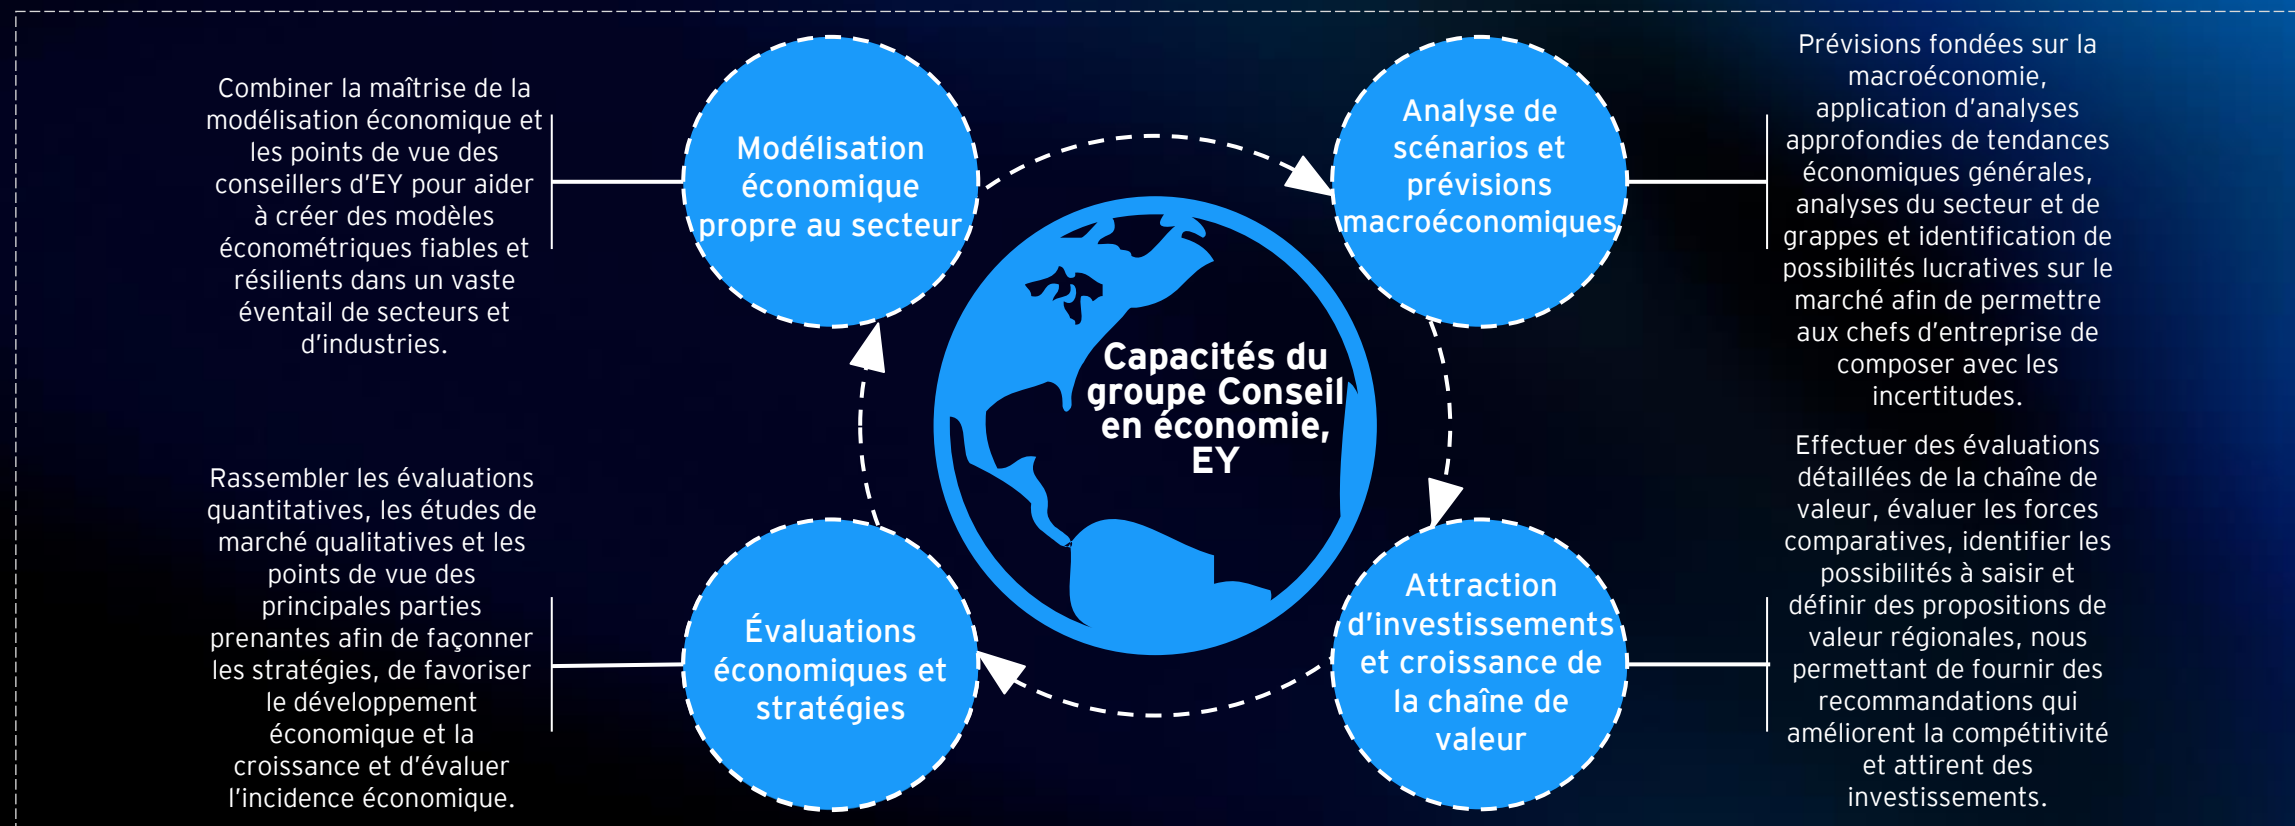 Combiner la maîtrise de la
modélisation économique et
les points de vue des
conseillers d’EY pour aider
à créer des modèles
économétriques fiables et
résilients dans un vaste
éventail de secteurs et
d’industries.
Modélisation
économique
propre au secteur
Analyse de
scénarios et
prévisions
macroéconomiques
Prévisions fondées sur la
macroéconomie,
application d’analyses
approfondies de tendances
économiques générales,
analyses du secteur et de
grappes et identification de
possibilités lucratives sur le
marché afin de permettre
aux chefs d’entreprise de
composer avec les
incertitudes.
Capacités du
groupe Conseil
en économie,
EY
Rassembler les évaluations
quantitatives, les études de
marché qualitatives et les
points de vue des
principales parties
prenantes afin de façonner
les stratégies, de favoriser
le développement
économique et la
croissance et d’évaluer
l’incidence économique.
Évaluations
économiques et
stratégies
Attraction
d’investissements
et croissance de
la chaîne de
valeur
Effectuer des évaluations
détaillées de la chaîne de
valeur, évaluer les forces
comparatives, identifier les
possibilités à saisir et
définir des propositions de
valeur régionales, nous
permettant de fournir des
recommandations qui
améliorent la compétitivité
et attirent des
investissements.